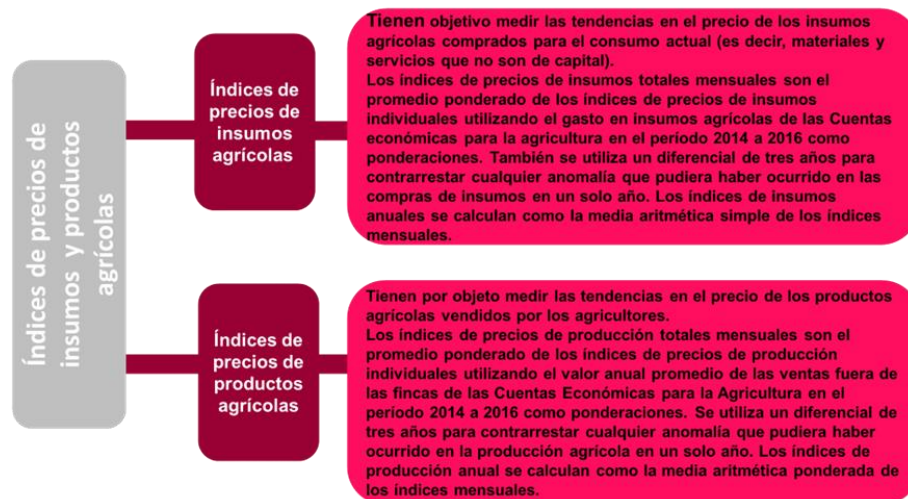 Índices de precios de
insumos y productos
agrícolas
Índices de
precios de
insumos
agrícolas
Tienen objetivo medir las tendencias en el precio de los insumos
agrícolas comprados para el consumo actual (es decir, materiales y
servicios que no son de capital).
Los índices de precios de insumos totales mensuales son el
promedio ponderado de los índices de precios de insumos
individuales utilizando el gasto en insumos agrícolas de las Cuentas
económicas para la agricultura en el período 2014 a 2016 como
ponderaciones. También se utiliza un diferencial de tres años para
contrarrestar cualquier anomalía que pudiera haber ocurrido en las
compras de insumos en un solo año. Los índices de insumos
anuales se calculan como la media aritmética simple de los índices
mensuales.
Índices de
precios de
productos
agrícolas
Tienen por objeto medir las tendencias en el precio de los productos
agrícolas vendidos por los agricultores.
Los índices de precios de producción totales mensuales son el
promedio ponderado de los índices de precios de producción
individuales utilizando el valor anual promedio de las ventas fuera de
las fincas de las Cuentas Económicas para la Agricultura en el
período 2014 a 2016 como ponderaciones. Se utiliza un diferencial de
tres años para contrarrestar cualquier anomalía que pudiera haber
ocurrido en la producción agrícola en un solo año. Los índices de
producción anual se calculan como la media aritmética ponderada de
los índices mensuales.